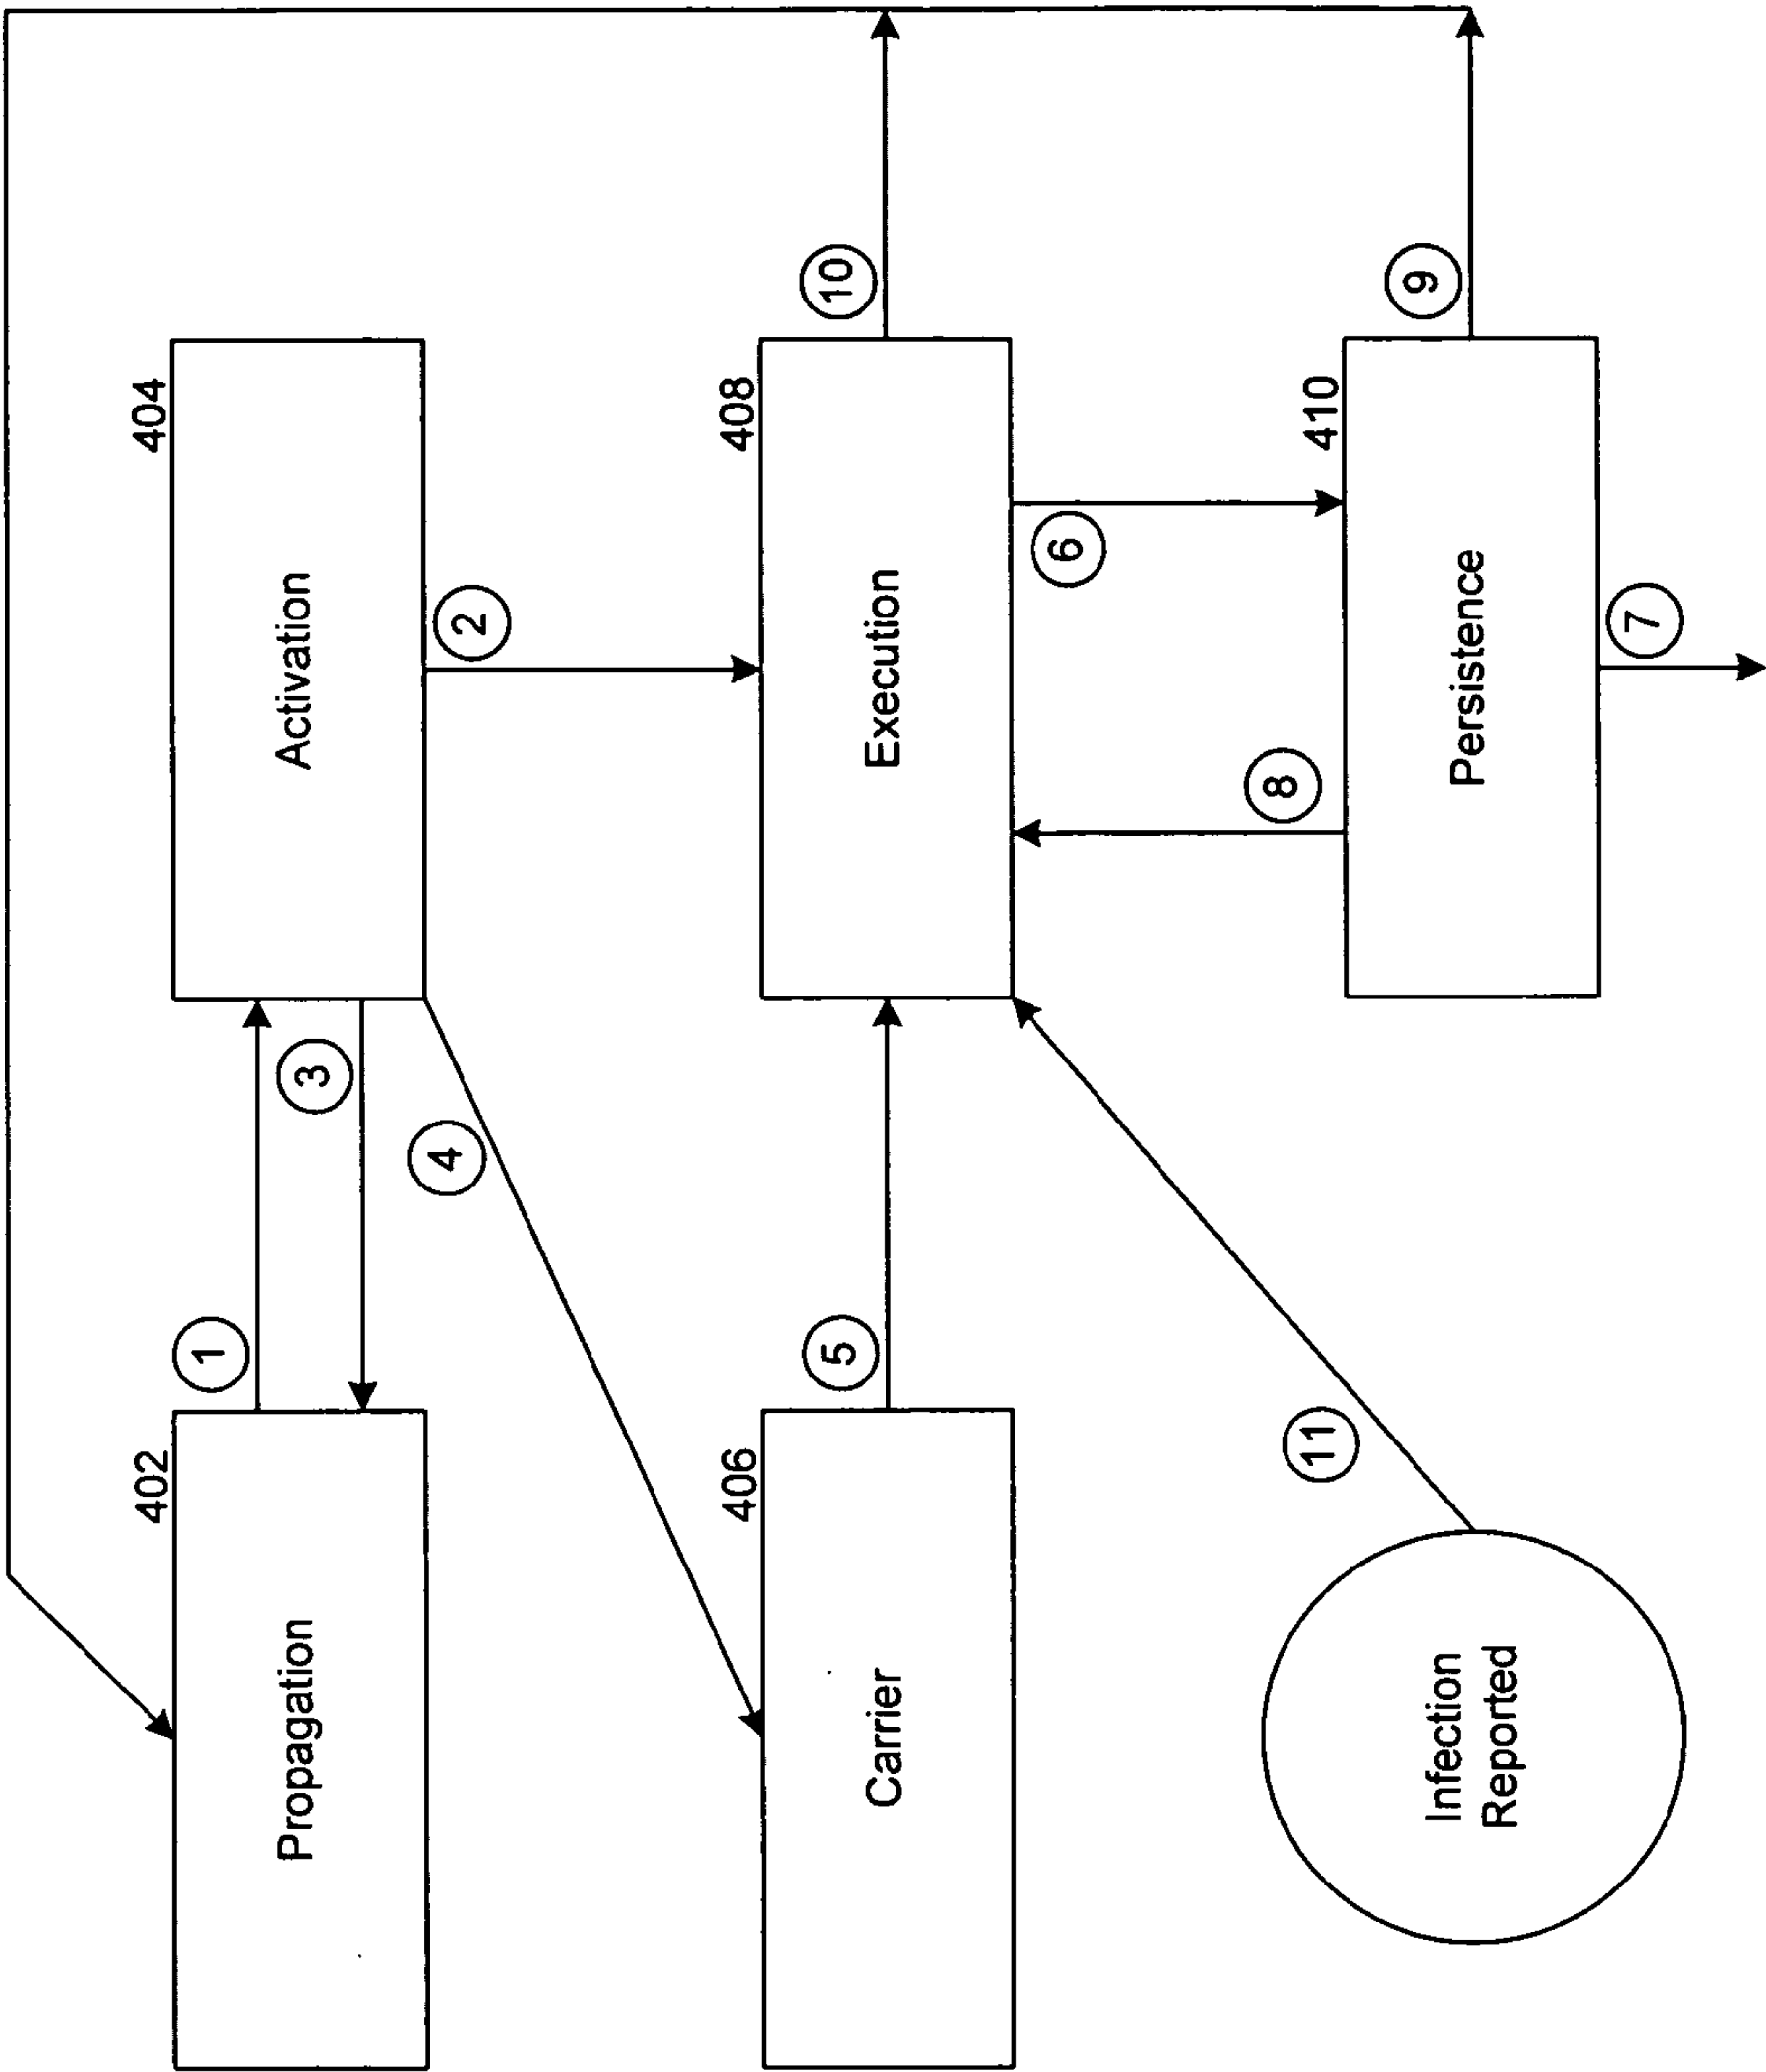 402
404
1
Propagation
Activation
3
4
2
406
408
5
10
Carrier
Execution
6
8
11
410
9
Infection
Reported
Persistence
7